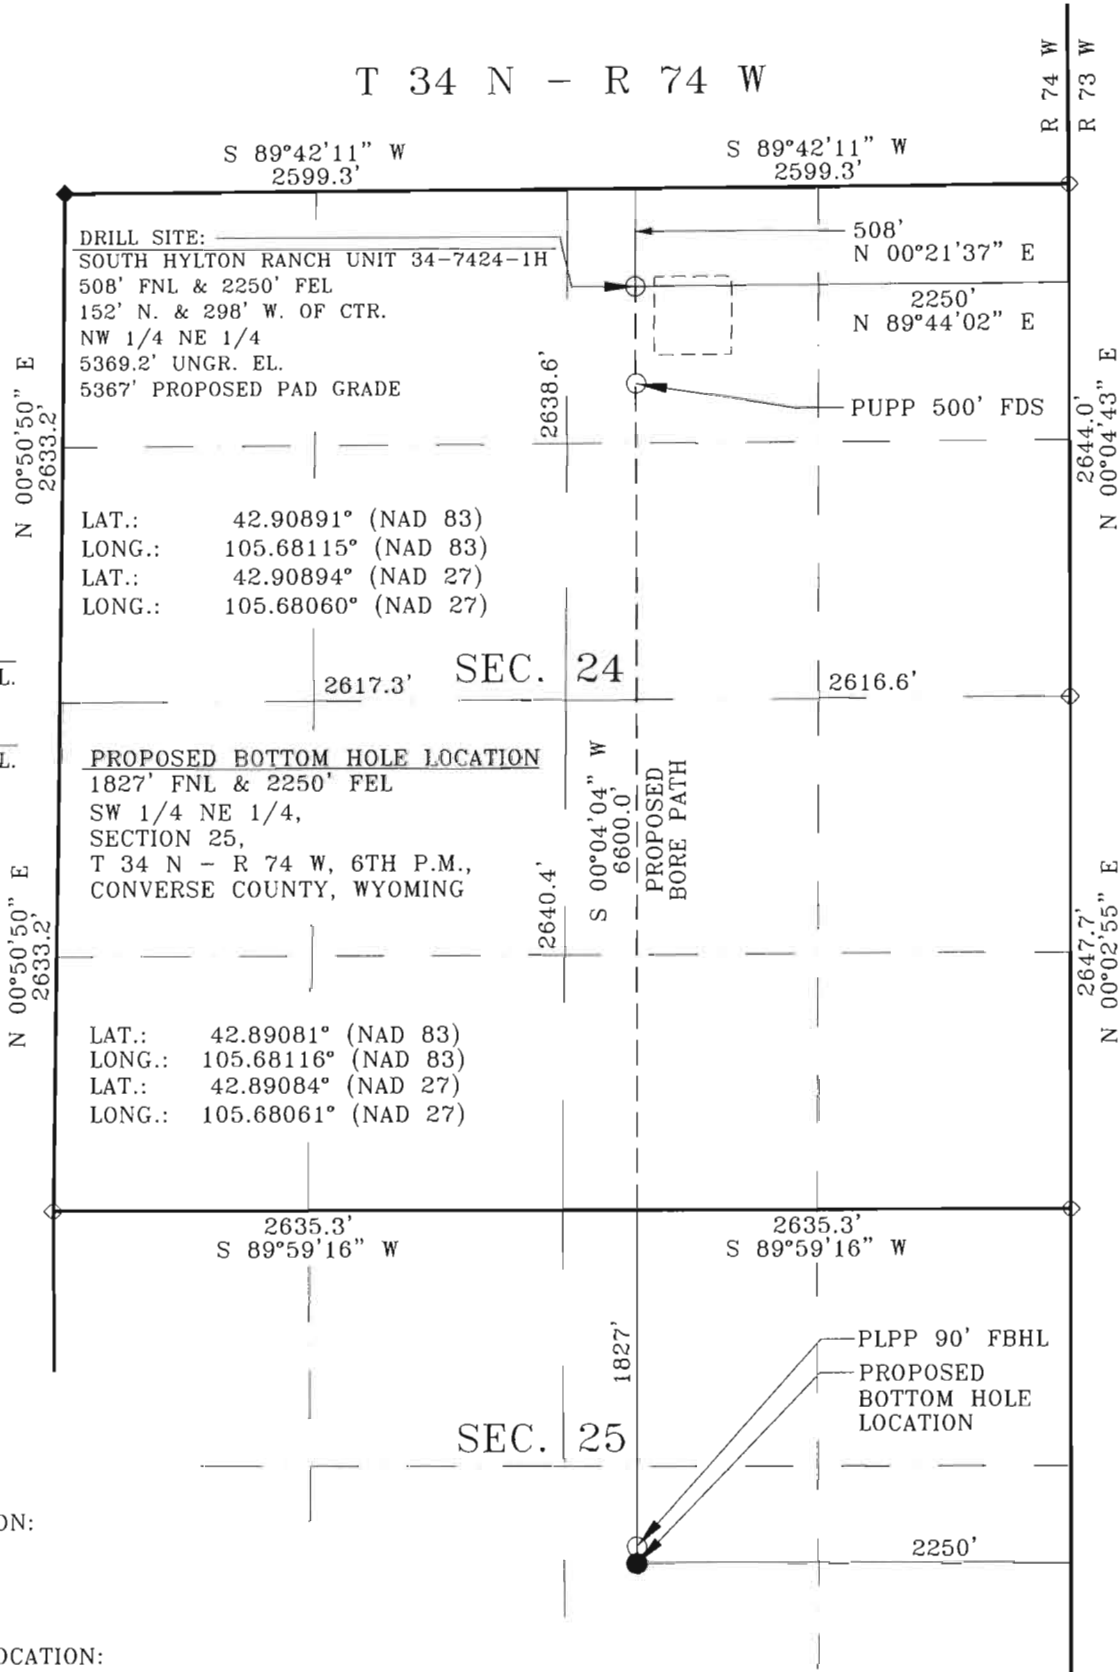 T 34 N - R 74 W
R 74 W
R 73 W
S 89°42'11" W
2599.3'
S 89°42'11" W
2599.3'
DRILL SITE:
SOUTH HYLTON RANCH UNIT 34-7424-1H
508' FNL & 2250' FEL
152' N. & 298' W. OF CTR.
NW 1/4 NE 1/4
5369.2' UNGR. EL.
5367' PROPOSED PAD GRADE
508'
N 00°21'37" E
2250'
N 89°44'02" E
PUPP 500' FDS
N 00°50'50" E
2633.2'
2638.6'
2644.0'
N 00°04'43" E
LAT.: 42.90891° (NAD 83)
LONG.: 105.68115° (NAD 83)
LAT.: 42.90894° (NAD 27)
LONG.: 105.68060° (NAD 27)
L.
SEC. 24
2617.3'
2616.6'
L.
PROPOSED BOTTOM HOLE LOCATION
1827' FNL & 2250' FEL
SW 1/4 NE 1/4,
SECTION 25,
T 34 N - R 74 W, 6TH P.M.,
CONVERSE COUNTY, WYOMING
S 00°04'04" W
6600.0'
PROPOSED
BORE PATH
N 00°50'50" E
2633.2'
2640.4'
2647.7'
N 00°02'55" E
LAT.: 42.89081° (NAD 83)
LONG.: 105.68116° (NAD 83)
LAT.: 42.89084° (NAD 27)
LONG.: 105.68061° (NAD 27)
2635.3'
S 89°59'16" W
2635.3'
S 89°59'16" W
1827'
PLPP 90' FBHL
PROPOSED
BOTTOM HOLE
LOCATION
SEC. 25
ON:
2250'
OCATION: